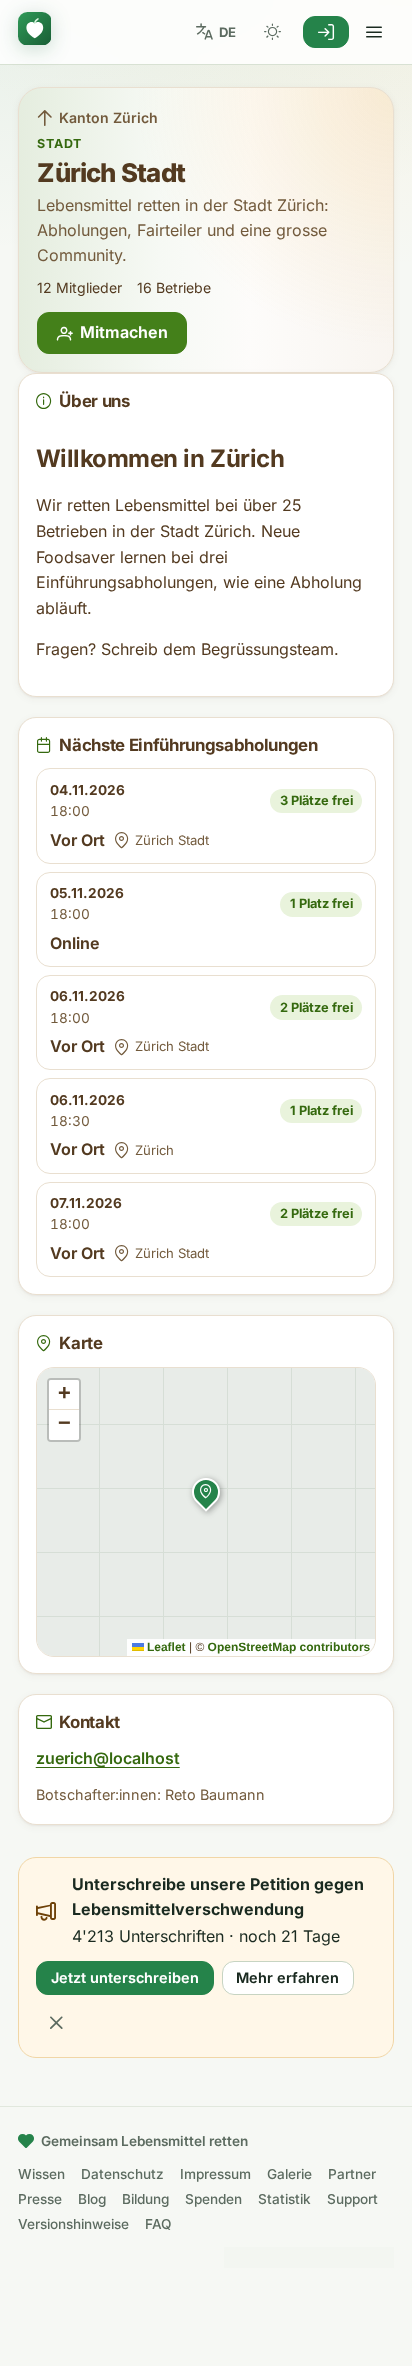 DE
Kanton Zürich
STADT
Zürich Stadt
Lebensmittel retten in der Stadt Zürich:
Abholungen, Fairteiler und eine grosse
Community.
12 Mitglieder 16 Betriebe
Mitmachen
Über uns
Willkommen in Zürich
Wir retten Lebensmittel bei über 25
Betrieben in der Stadt Zürich. Neue
Foodsaver lernen bei drei
Einführungsabholungen, wie eine Abholung
abläuft.
Fragen? Schreib dem Begrüssungsteam.
Nächste Einführungsabholungen
04.11.2026
18:00
3 Plätze frei
Vor Ort Zürich Stadt
05.11.2026
18:00
1 Platz frei
Online
06.11.2026
18:00
2 Plätze frei
Vor Ort Zürich Stadt
06.11.2026
18:30
1 Platz frei
Vor Ort Zürich
07.11.2026
18:00
2 Plätze frei
Vor Ort Zürich Stadt
Karte
+
−
Leaflet | © OpenStreetMap contributors
Kontakt
zuerich@localhost
Botschafter:innen: Reto Baumann
Unterschreibe unsere Petition gegen
Lebensmittelverschwendung
4'213 Unterschriften · noch 21 Tage
Jetzt unterschreiben Mehr erfahren
Gemeinsam Lebensmittel retten
Wissen Datenschutz Impressum Galerie Partner
Presse Blog Bildung Spenden Statistik Support
Versionshinweise FAQ